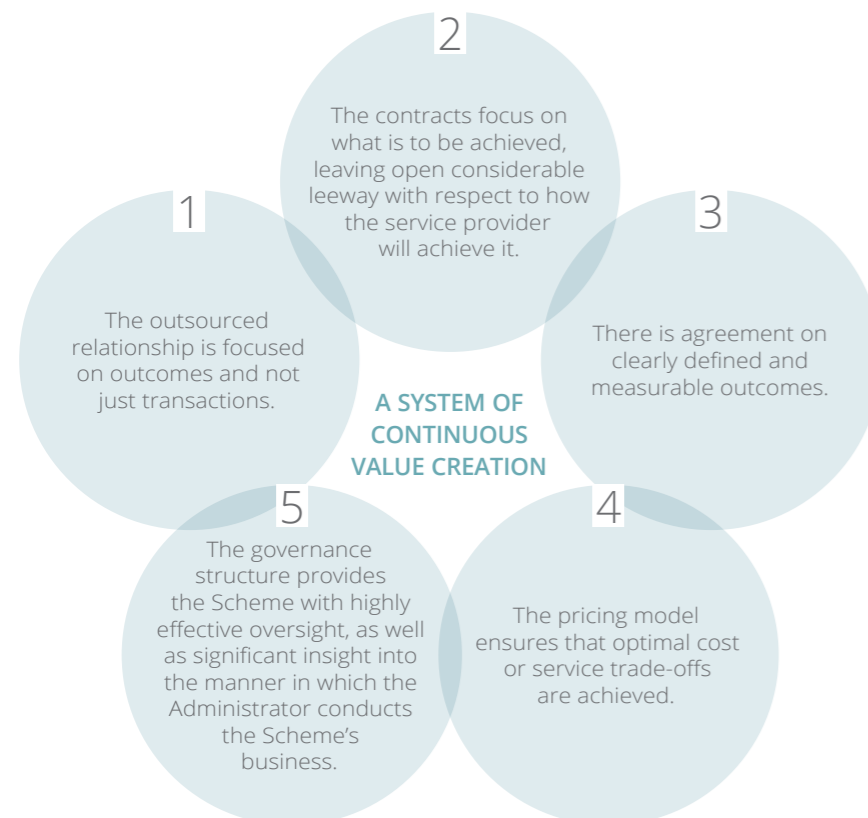 1
The outsourced
relationship is focused
on outcomes and not
just transactions.
2
The contracts focus on
what is to be achieved,
leaving open considerable
leeway with respect to how
the service provider
will achieve it.
3
There is agreement on
clearly defined and
measurable outcomes.
A SYSTEM OF
CONTINUOUS
VALUE CREATION
4
The pricing model
ensures that optimal cost
or service trade-offs
are achieved.
5
The governance
structure provides
the Scheme with highly
effective oversight, as well
as significant insight into
the manner in which the
Administrator conducts
the Scheme’s
business.